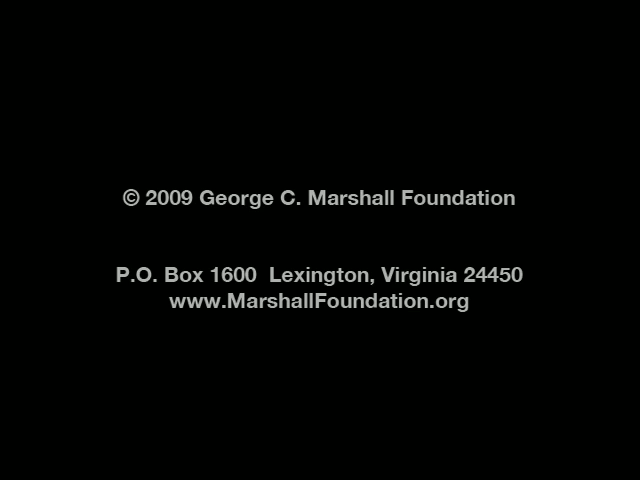 © 2009 George C. Marshall Foundation
P.O. Box 1600  Lexington, Virginia 24450
www.MarshallFoundation.org